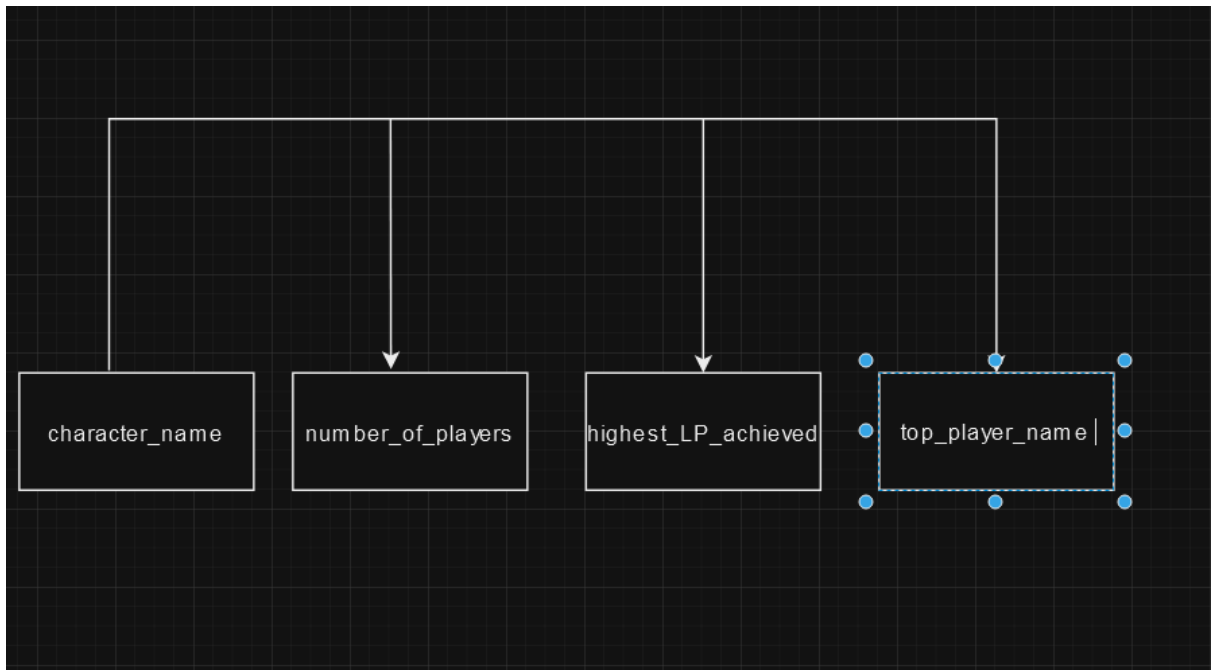 character_name
number_of_players
highest_LP_achieved
top_player_name